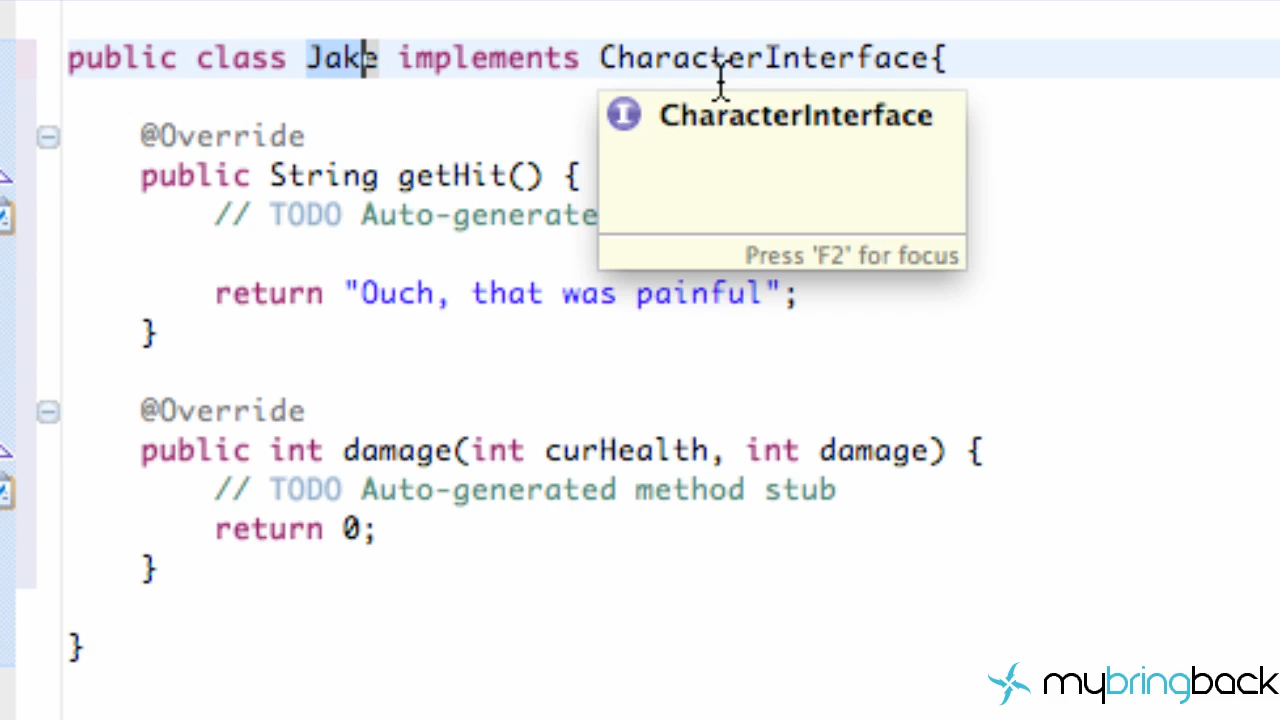 public class Jake implements CharacterInterface{
CharacterInterface
@Override
public String getHit() {
// TODO Auto-generate
Press 'F2' for focus
return "Ouch, that was painful";
}
@Override
public int damage(int curHealth, int damage) {
// TODO Auto-generated method stub
return 0;
}
}
mybringback